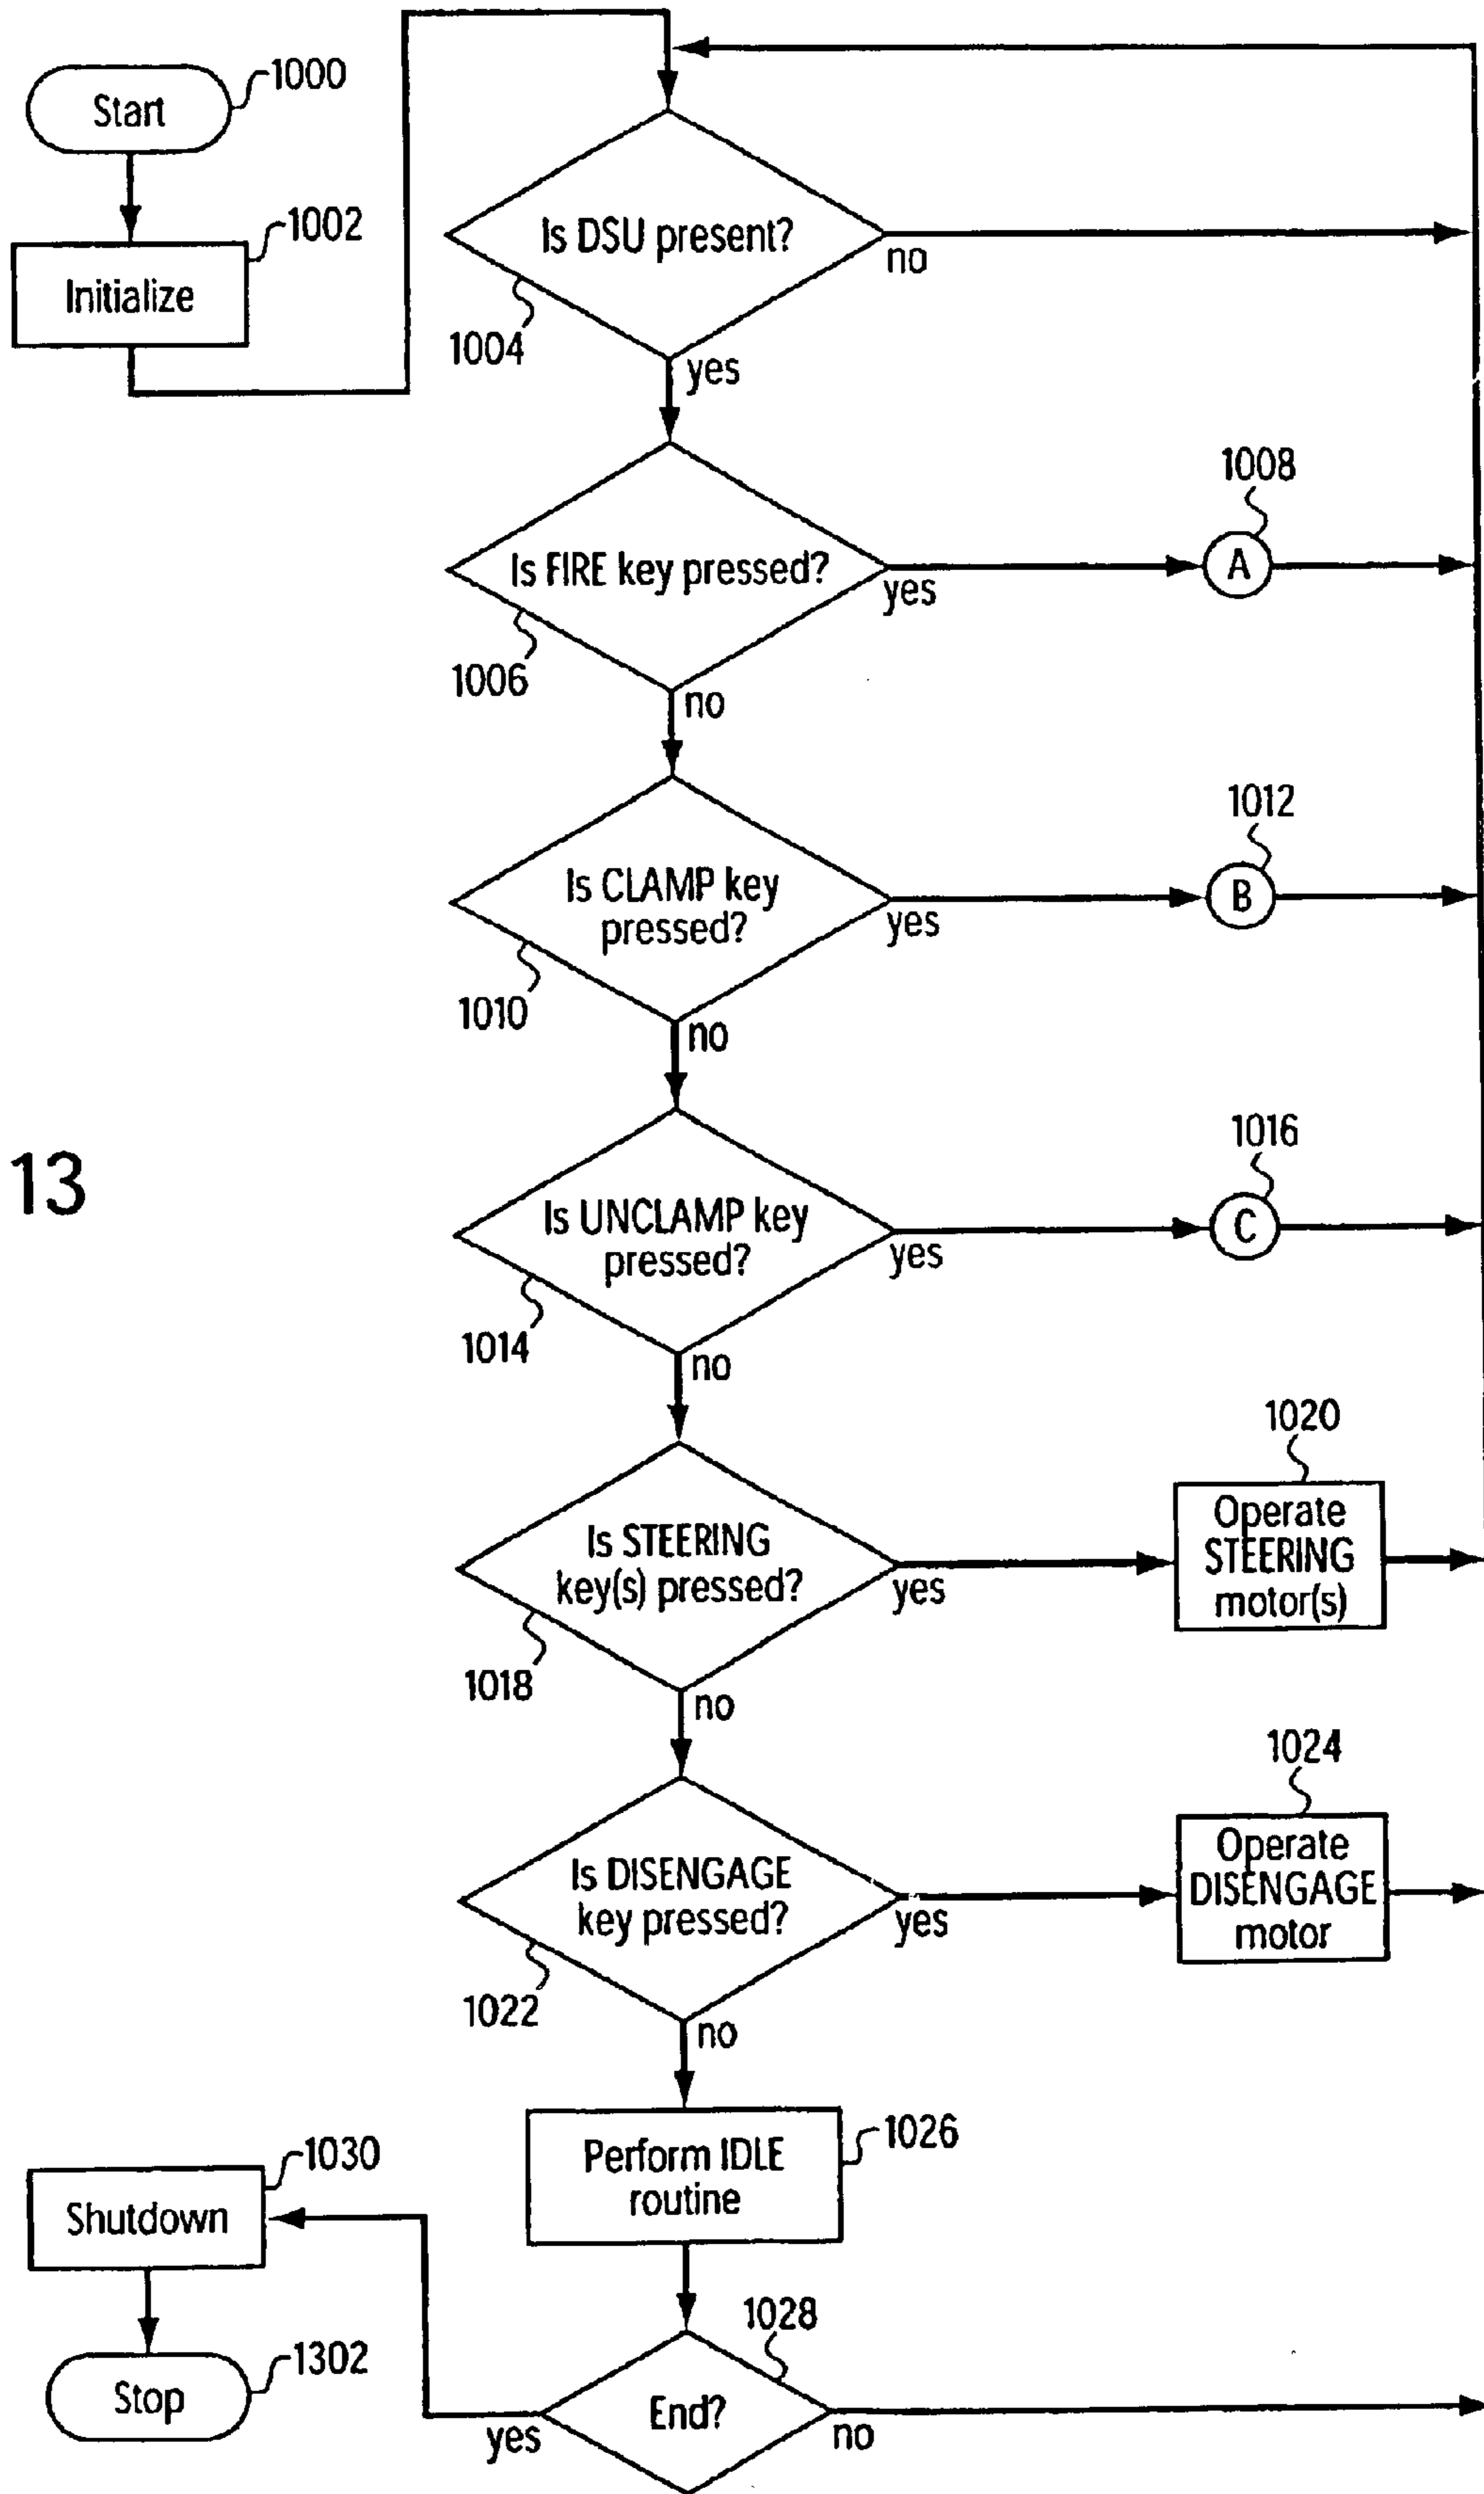 Start
1000
Initialize
1002
Is DSU present?
no
1004
yes
Is FIRE key pressed?
yes
1008
A
1006
no
Is CLAMP key
pressed?
yes
1012
B
1010
no
13
Is UNCLAMP key
pressed?
yes
1016
C
1014
no
Is STEERING
key(s) pressed?
yes
1020
Operate
STEERING
motor(s)
1018
no
Is DISENGAGE
key pressed?
yes
1024
Operate
DISENGAGE
motor
1022
no
Perform IDLE
routine
1026
1028
End?
no
yes
1030
Shutdown
Stop
1302